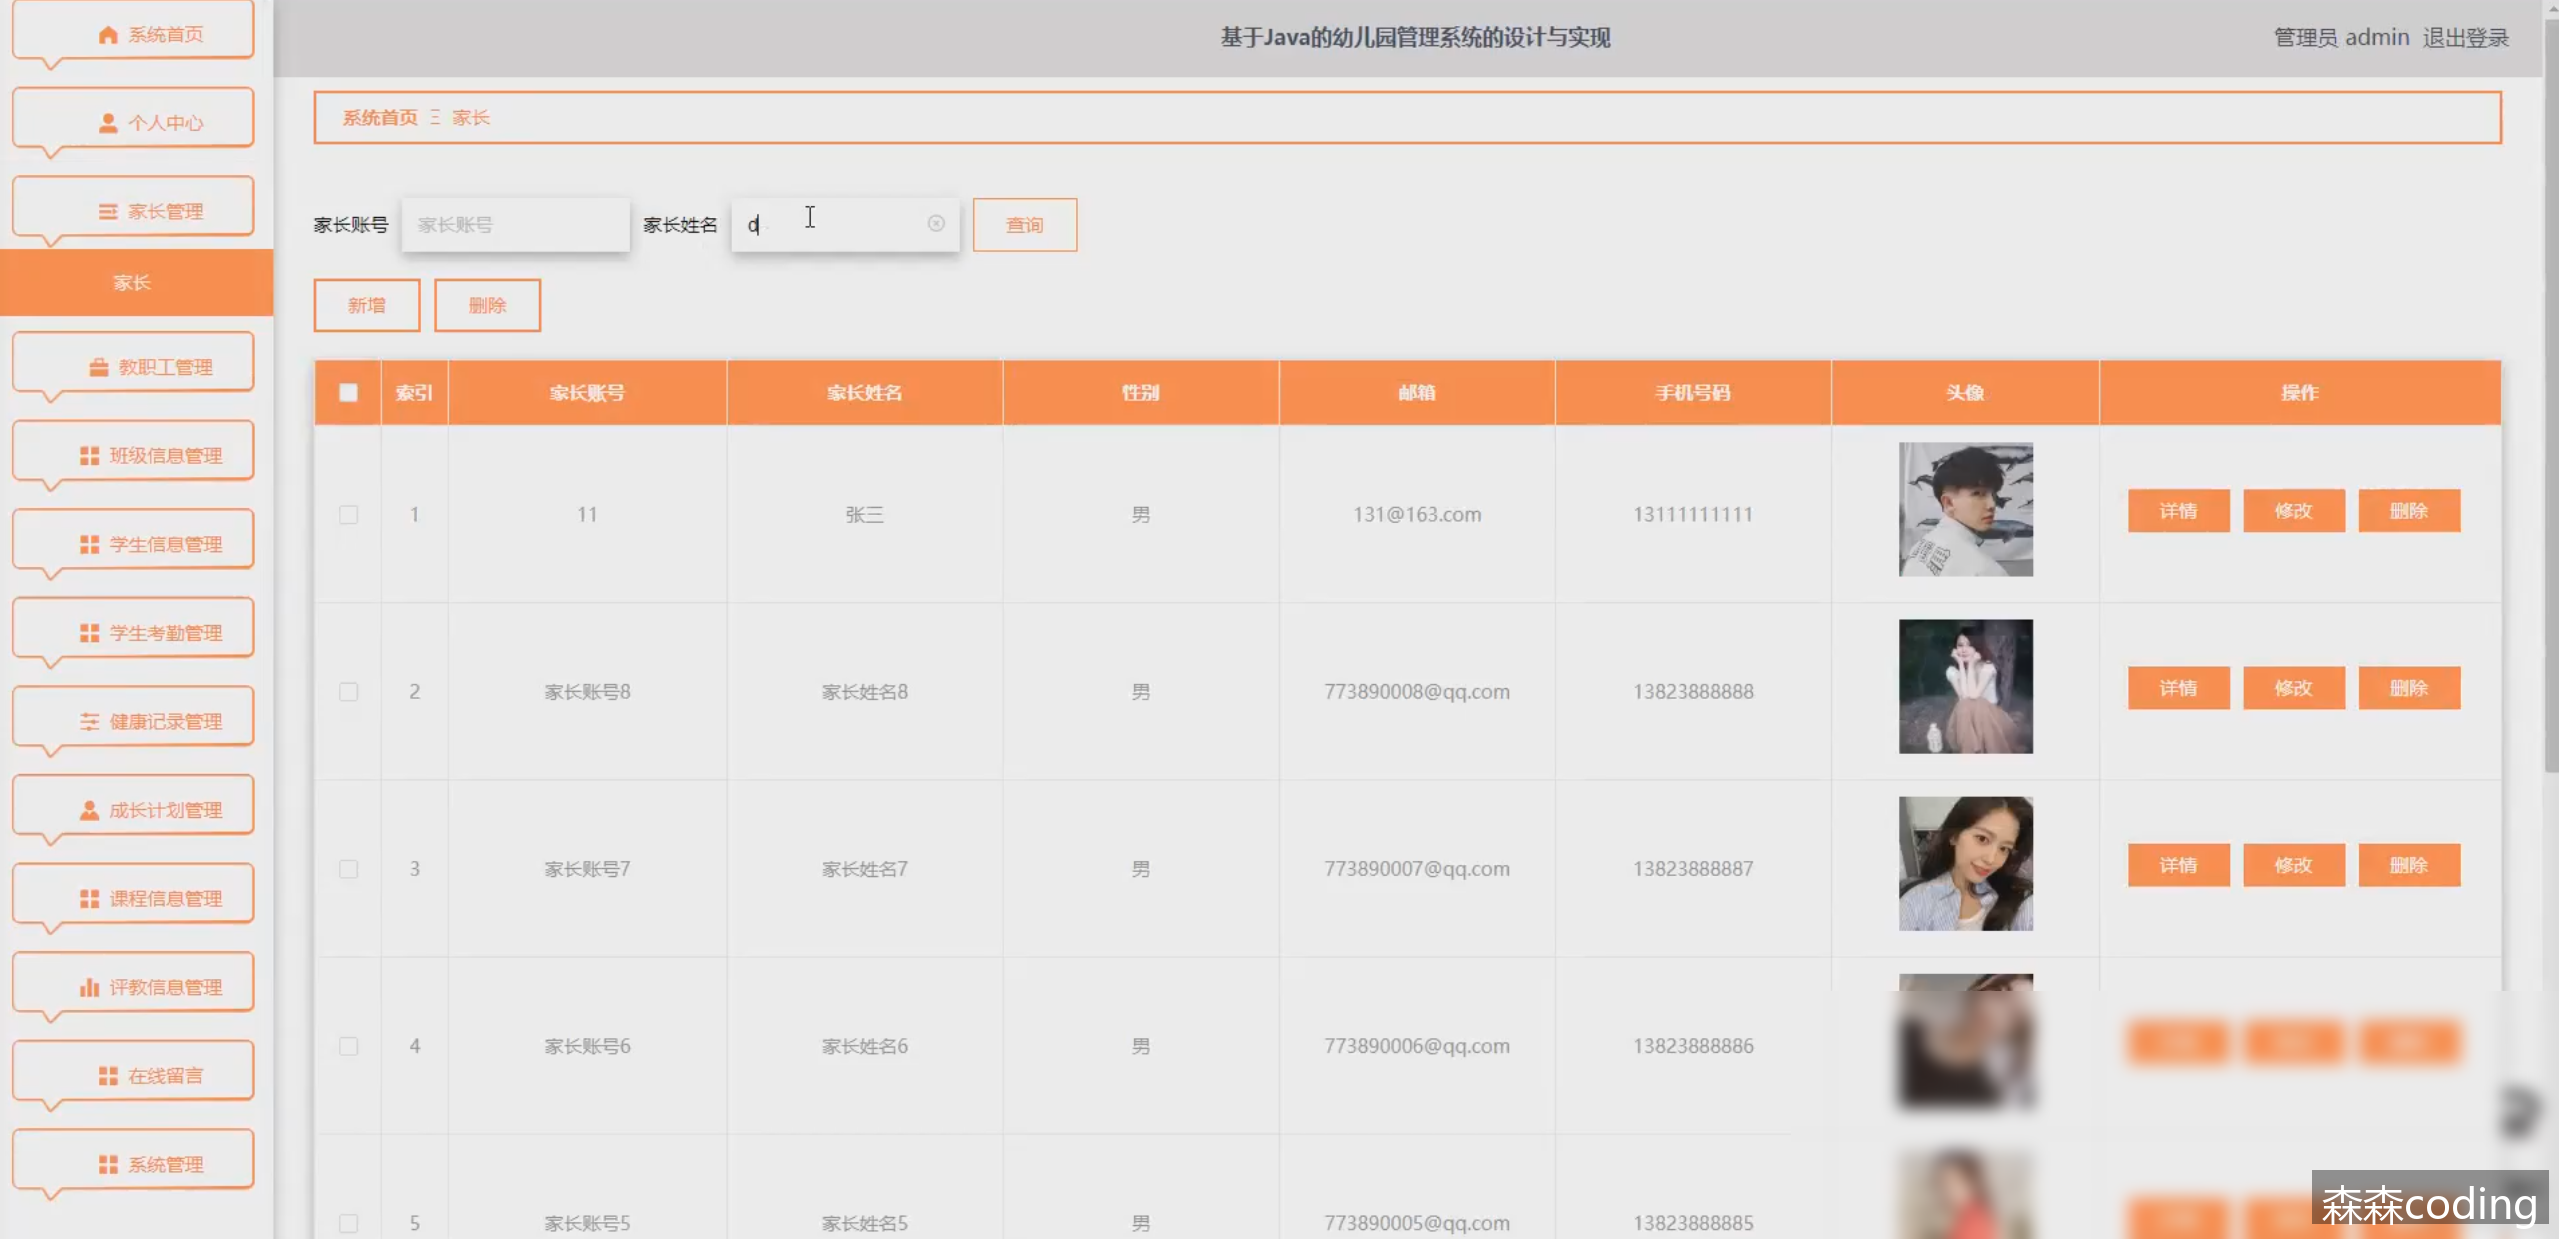 基于Java的幼儿园管理系统的设计与实现
管理员 admin 退出登录
系统首页
个人中心
家长管理
家长
教职工管理
班级信息管理
学生信息管理
学生考勤管理
健康记录管理
成长计划管理
课程信息管理
评教信息管理
在线留言
系统管理
系统首页 三 家长
家长账号 家长账号 家长姓名 d 查询
新增 删除
索引 家长账号 家长姓名 性别 邮箱 手机号码 头像 操作
1 11 张三 男 131@163.com 13111111111 详情 修改 删除
2 家长账号8 家长姓名8 男 773890008@qq.com 13823888888 详情 修改 删除
3 家长账号7 家长姓名7 男 773890007@qq.com 13823888887 详情 修改 删除
4 家长账号6 家长姓名6 男 773890006@qq.com 13823888886
5 家长账号5 家长姓名5 男 773890005@qq.com 13823888885
森森coding